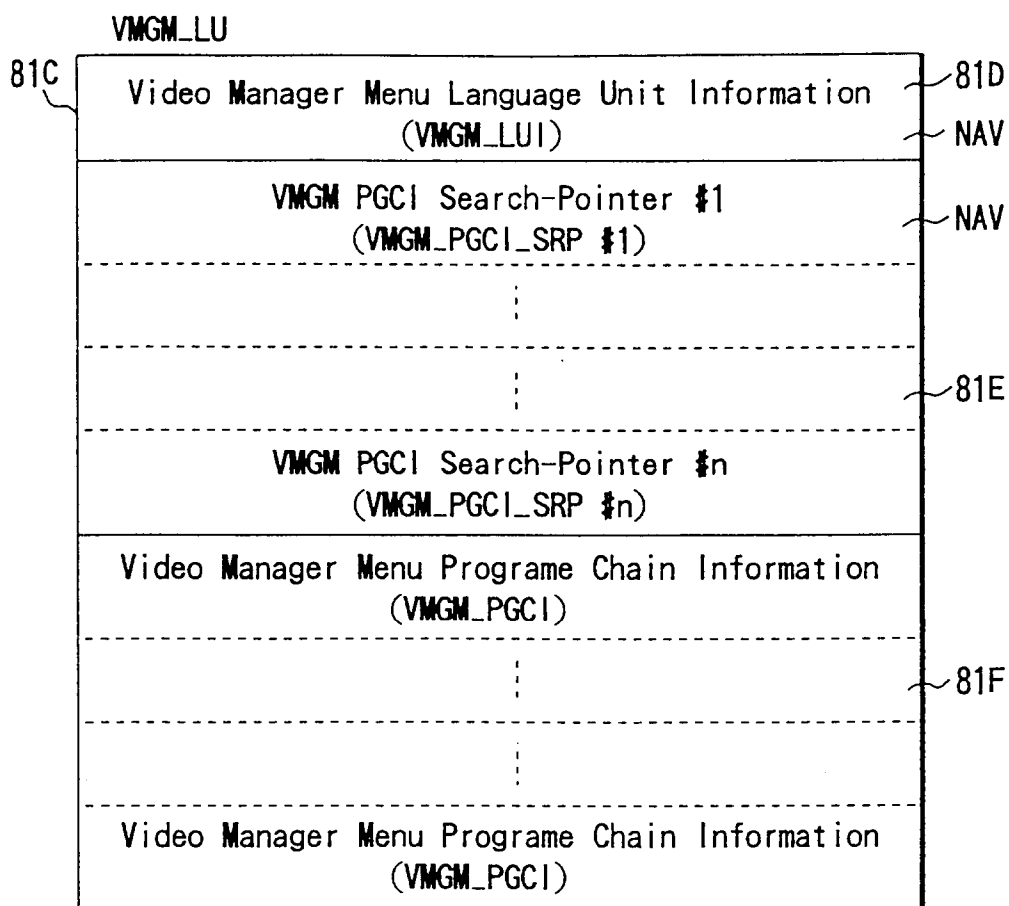 VMGM_LU
81C
Video Manager Menu Language Unit Information
81D
(VMGM_LUI)
NAV
VMGM PGCI Search-Pointer #1
NAV
(VMGM_PGCI_SRP #1)
81E
VMGM PGCI Search-Pointer #n
(VMGM_PGCI_SRP #n)
Video Manager Menu Programe Chain Information
(VMGM_PGCI)
81F
Video Manager Menu Programe Chain Information
(VMGM_PGCI)